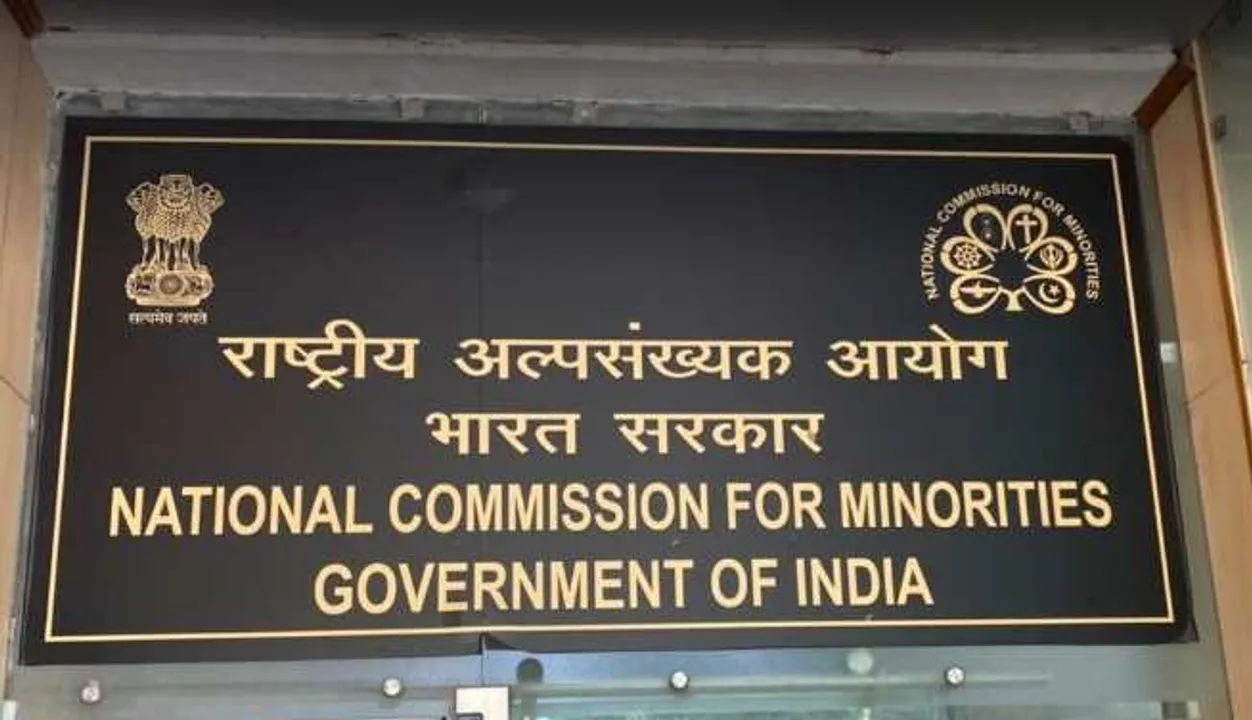 सत्यमेव जयते
NATIONAL COMMISSION FOR MINORITIES
राष्ट्रीय अल्पसंख्यक आयोग
भारत सरकार
NATIONAL COMMISSION FOR MINORITIES
GOVERNMENT OF INDIA